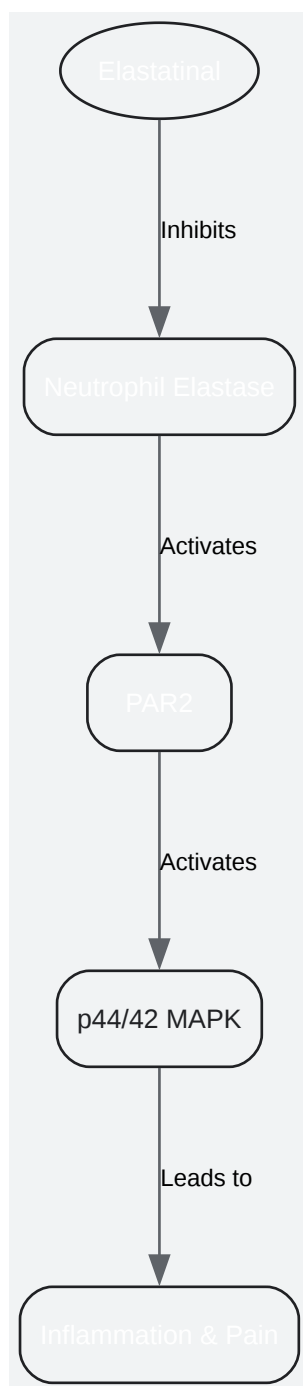 Elastatinal
Inhibits
Neutrophil Elastase
Activates
PAR2
Activates
p44/42 MAPK
Leads to
Inflammation & Pain